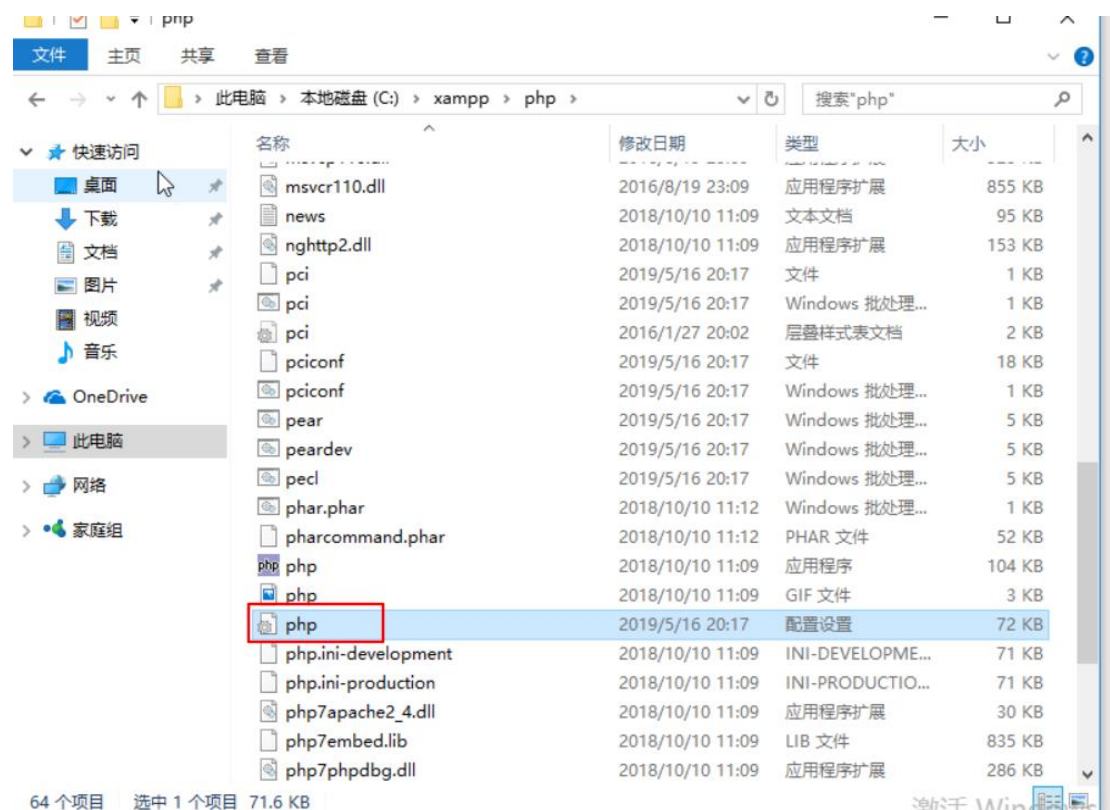 php
文件 主页 共享 查看
此电脑 本地磁盘 (C:) xampp php 搜索"php"
名称 修改日期 类型 大小
快速访问
桌面
下载
文档
图片
视频
音乐
OneDrive
此电脑
网络
家庭组
msvcr110.dll 2016/8/19 23:09 应用程序扩展 855 KB
news 2018/10/10 11:09 文本文档 95 KB
nghttp2.dll 2018/10/10 11:09 应用程序扩展 153 KB
pci 2019/5/16 20:17 文件 1 KB
pci 2019/5/16 20:17 Windows 批处理... 1 KB
pci 2016/1/27 20:02 层叠样式表文档 2 KB
pciconf 2019/5/16 20:17 文件 18 KB
pciconf 2019/5/16 20:17 Windows 批处理... 1 KB
pear 2019/5/16 20:17 Windows 批处理... 5 KB
peardev 2019/5/16 20:17 Windows 批处理... 5 KB
pecl 2019/5/16 20:17 Windows 批处理... 5 KB
phar.phar 2018/10/10 11:12 Windows 批处理... 1 KB
pharcommand.phar 2018/10/10 11:12 PHAR 文件 52 KB
php php 2018/10/10 11:09 应用程序 104 KB
php 2018/10/10 11:09 GIF 文件 3 KB
php 2019/5/16 20:17 配置设置 72 KB
php.ini-development 2018/10/10 11:09 INI-DEVELOPME... 71 KB
php.ini-production 2018/10/10 11:09 INI-PRODUCTIO... 71 KB
php7apache2_4.dll 2018/10/10 11:09 应用程序扩展 30 KB
php7embed.lib 2018/10/10 11:09 LIB 文件 835 KB
php7phpdbg.dll 2018/10/10 11:09 应用程序扩展 286 KB
64 个项目 选中 1 个项目 71.6 KB
激活 Windows